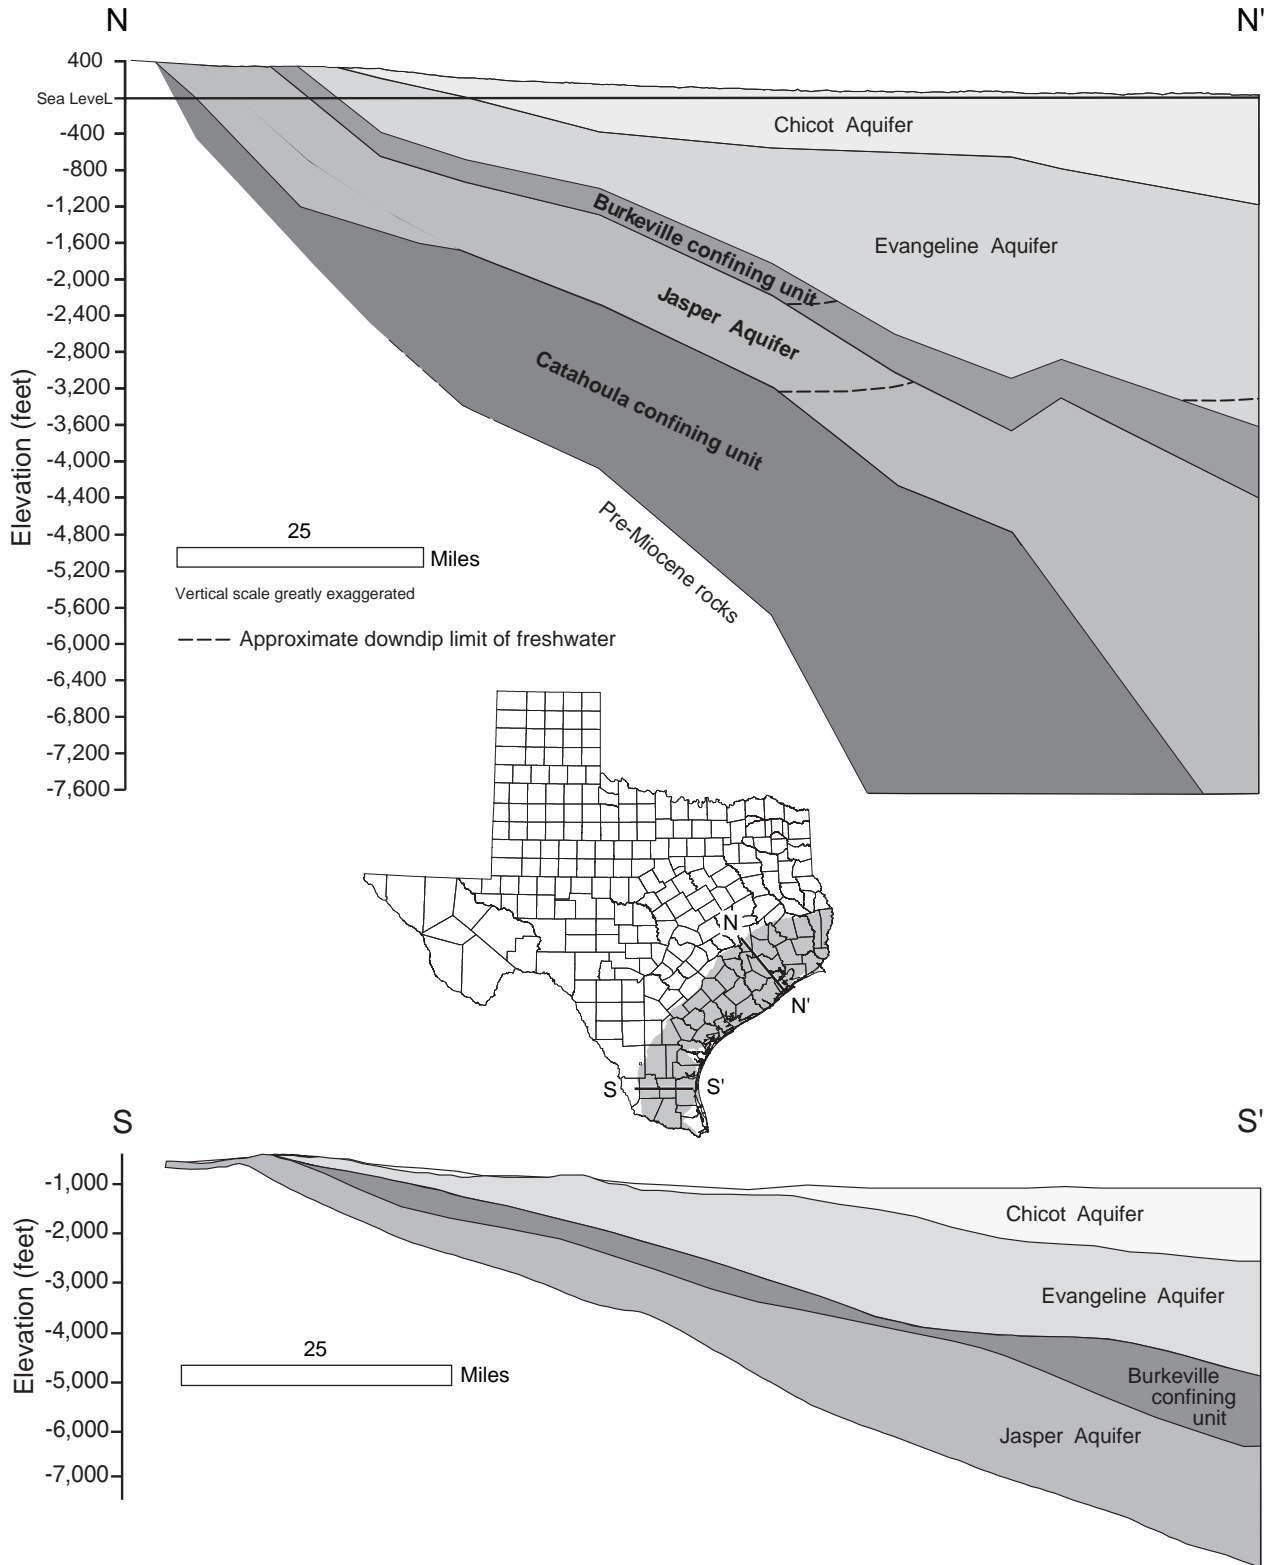 N
N'
400
Sea LeveL
-400
-800
-1,200
-1,600
-2,000
-2,400
-2,800
-3,200
-3,600
-4,000
-4,400
-4,800
-5,200
-5,600
-6,000
-6,400
-6,800
-7,200
-7,600
Elevation (feet)
Chicot Aquifer
Evangeline Aquifer
Burkeville confining unit
Jasper Aquifer
Catahoula confining unit
Pre-Miocene rocks
25
Miles
Vertical scale greatly exaggerated
Approximate downdip limit of freshwater
N
N'
S
S'
S
S'
-1,000
-2,000
-3,000
-4,000
-5,000
-6,000
-7,000
Elevation (feet)
Chicot Aquifer
Evangeline Aquifer
Burkeville
confining
unit
Jasper Aquifer
25
Miles